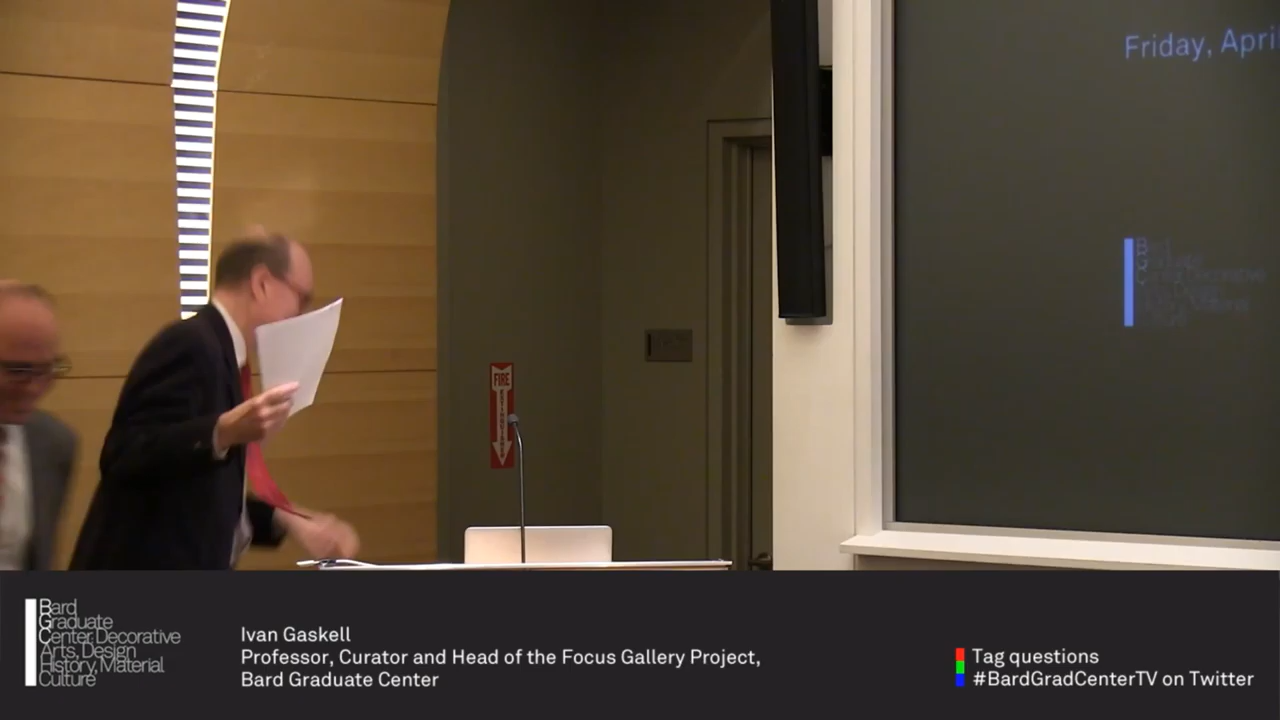 Friday, Apri
FIRE
EXTINGUISHER
Bard
Graduate
Center Decorative
Arts, Design
History, Material
Culture
Ivan Gaskell
Professor, Curator and Head of the Focus Gallery Project,
Bard Graduate Center
Tag questions
#BardGradCenterTV on Twitter